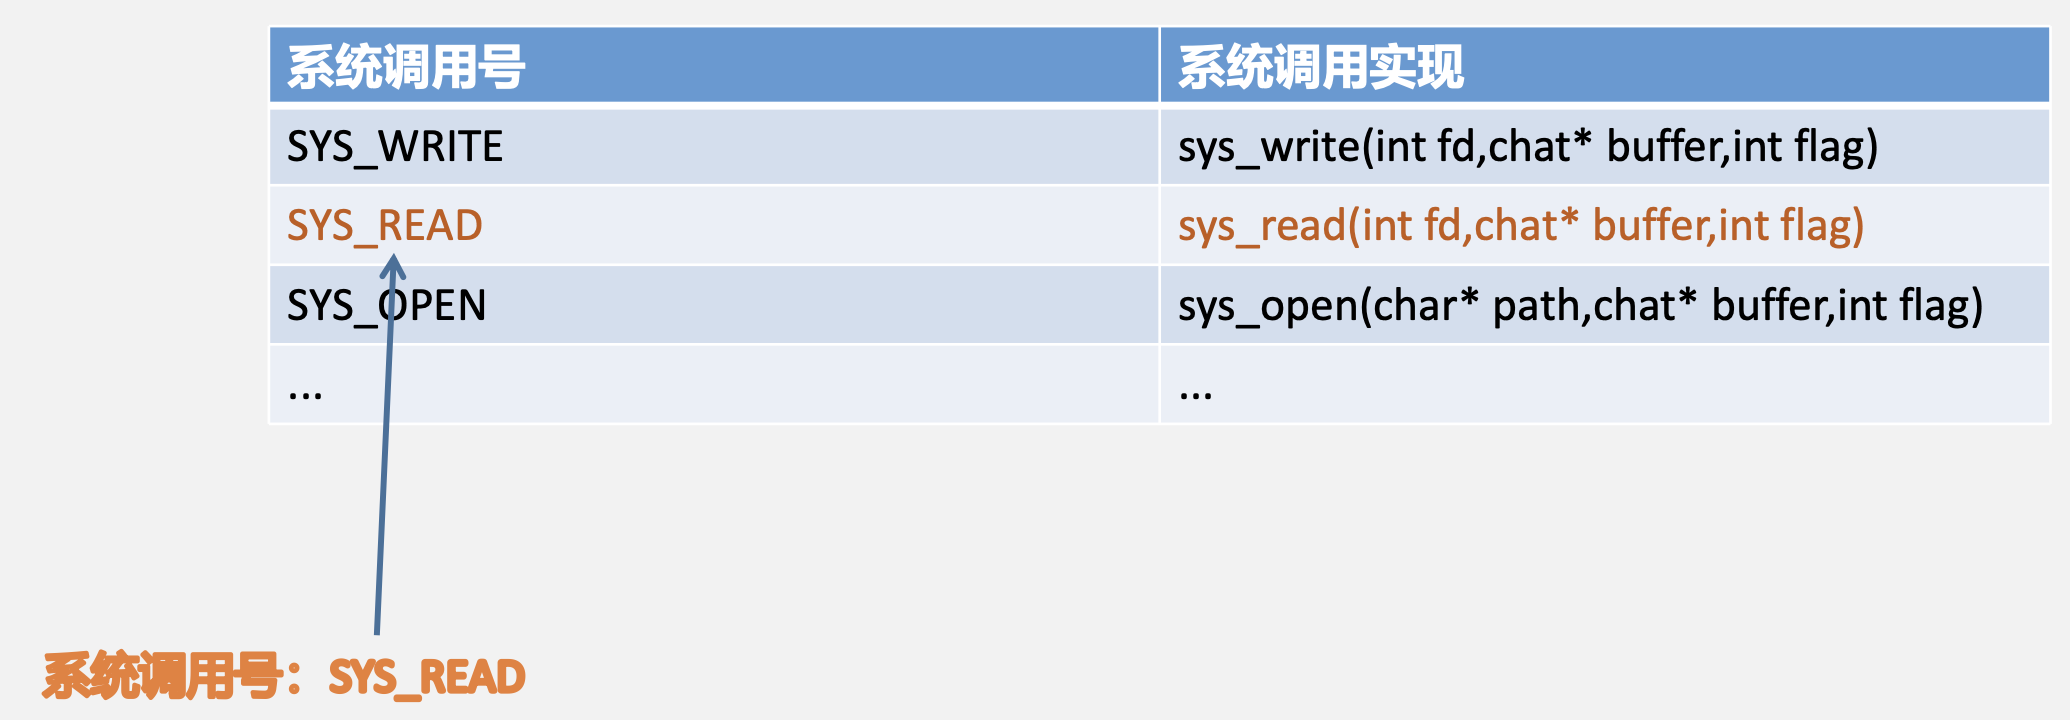 系统调用号 系统调用实现
SYS_WRITE sys_write(int fd,chat* buffer,int flag)
SYS_READ sys_read(int fd,chat* buffer,int flag)
SYS_OPEN sys_open(char* path,chat* buffer,int flag)
... ...
系统调用号：SYS_READ